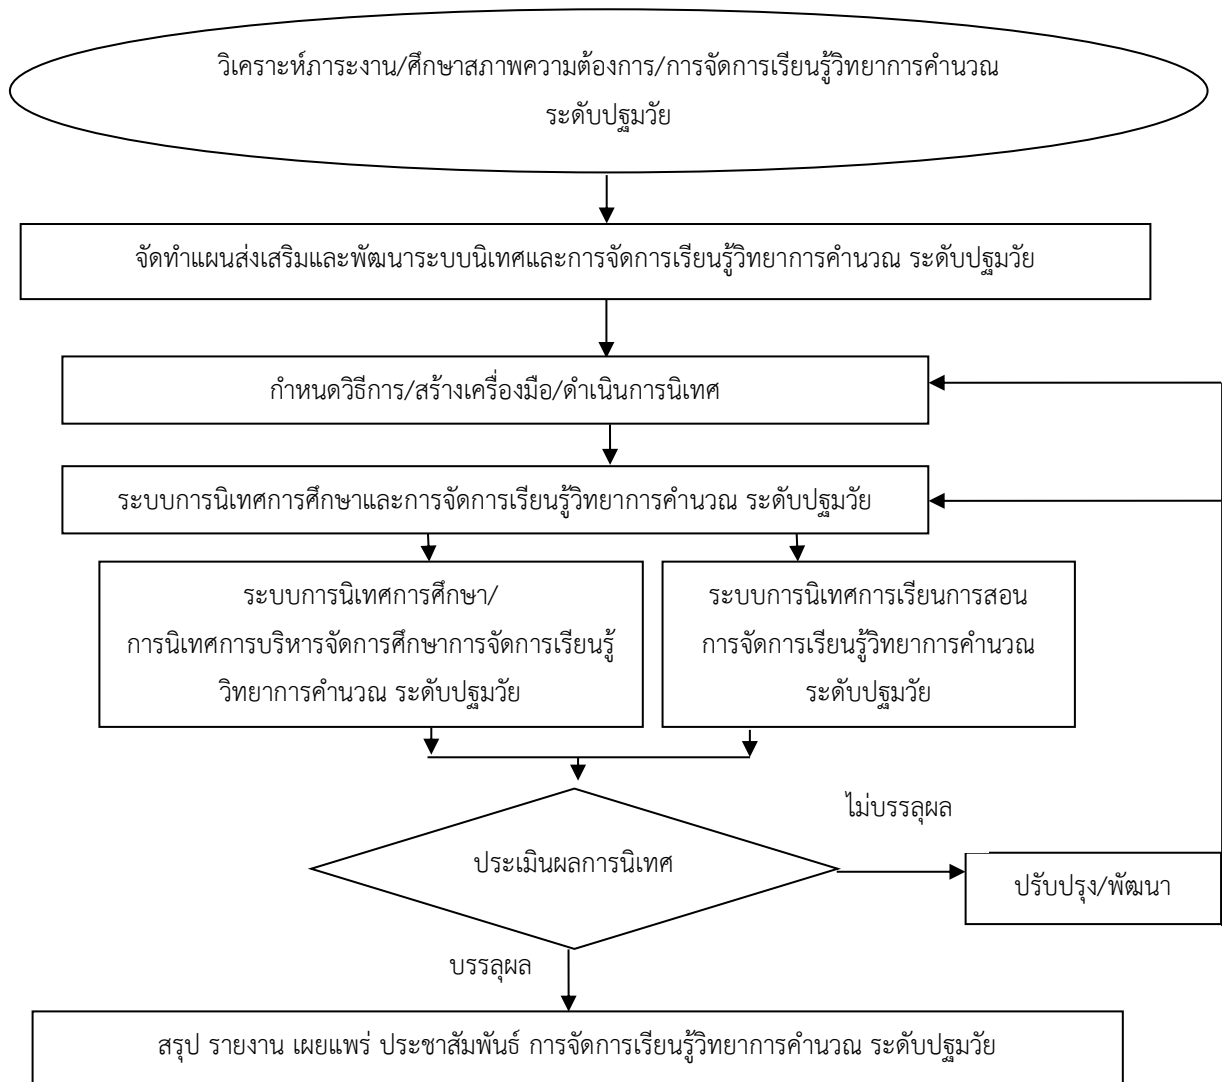 วิเคราะห์ภาระงาน/ศึกษาสภาพความต้องการ/การจัดการเรียนรู้วิทยาการคำนวณ
ระดับปฐมวัย
จัดทำแผนส่งเสริมและพัฒนาระบบนิเทศและการจัดการเรียนรู้วิทยาการคำนวณ ระดับปฐมวัย
กำหนดวิธีการ/สร้างเครื่องมือ/ดำเนินการนิเทศ
ระบบการนิเทศการศึกษาและการจัดการเรียนรู้วิทยาการคำนวณ ระดับปฐมวัย
ระบบการนิเทศการศึกษา/
การนิเทศการบริหารจัดการศึกษาการจัดการเรียนรู้
วิทยาการคำนวณ ระดับปฐมวัย
ระบบการนิเทศการเรียนการสอน
การจัดการเรียนรู้วิทยาการคำนวณ
ระดับปฐมวัย
ไม่บรรลุผล
ประเมินผลการนิเทศ
ปรับปรุง/พัฒนา
บรรลุผล
สรุป รายงาน เผยแพร่ ประชาสัมพันธ์ การจัดการเรียนรู้วิทยาการคำนวณ ระดับปฐมวัย